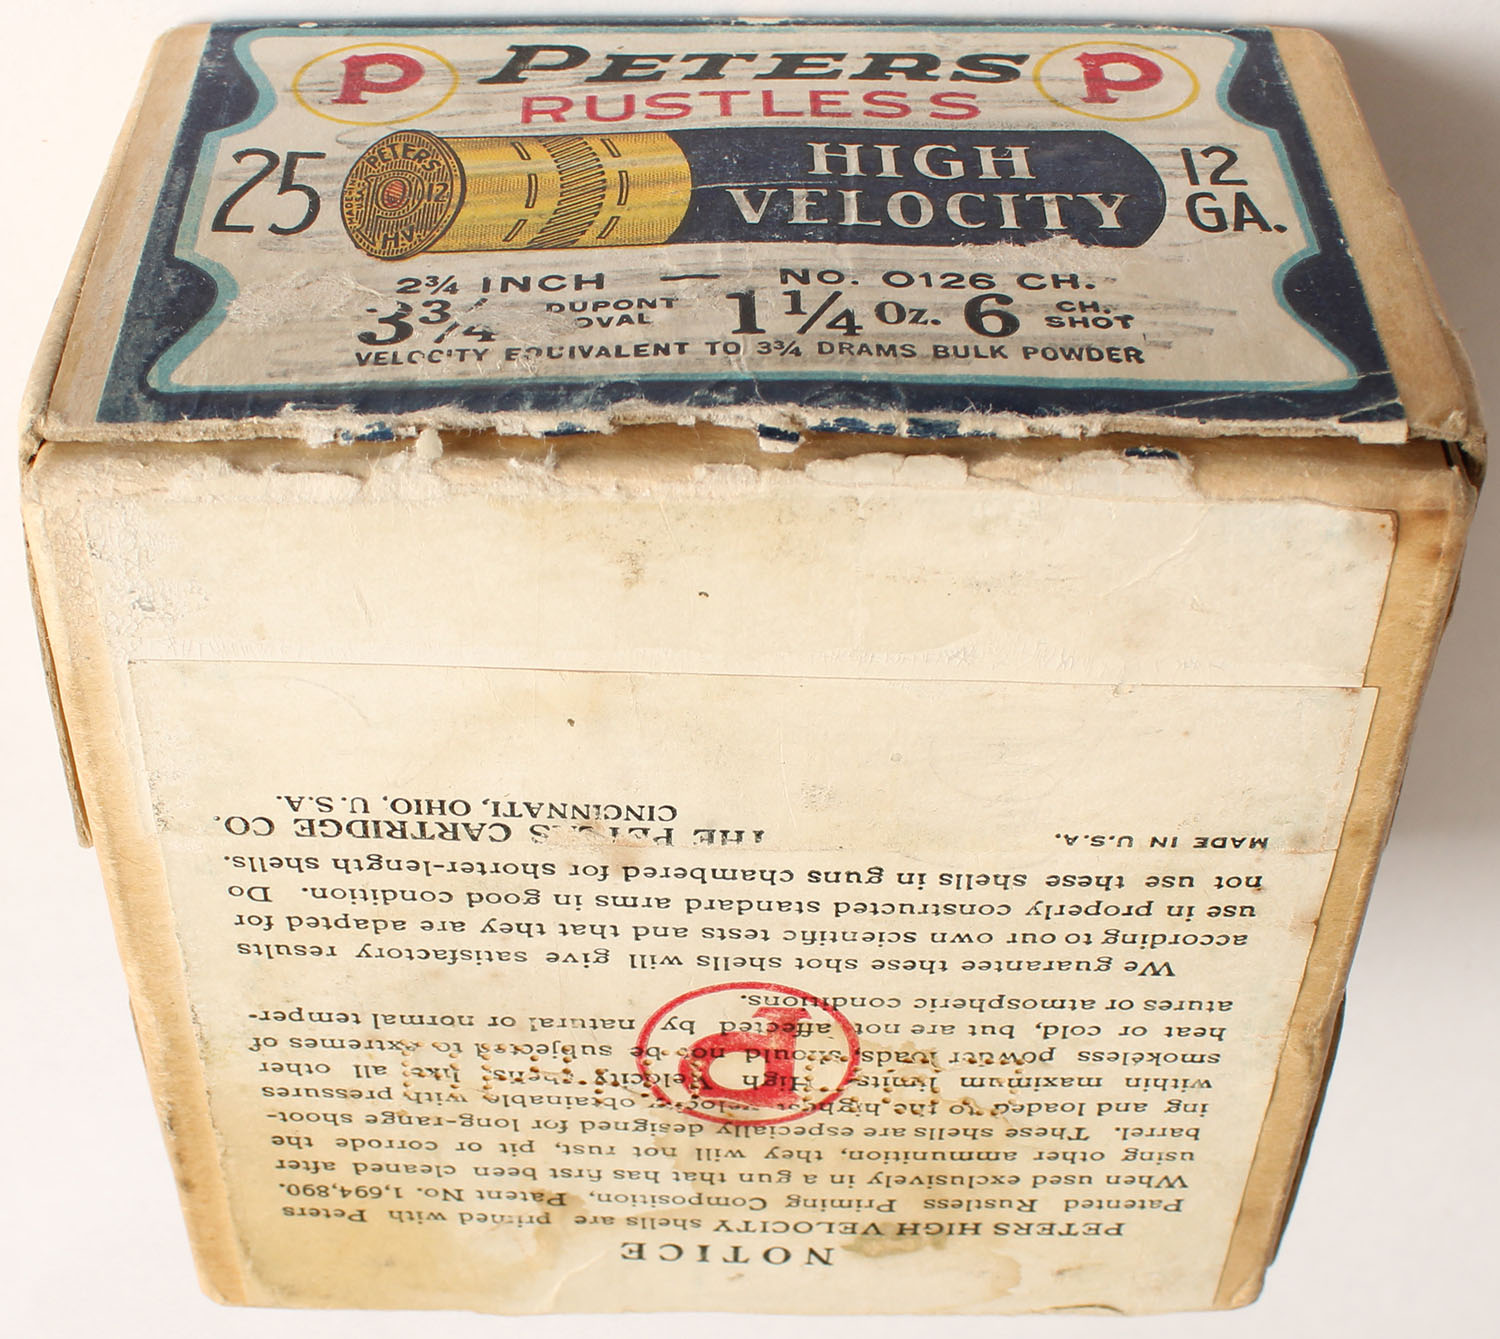 P PETERS P
RUSTLESS
25 HIGH 12
VELOCITY GA.
PETERS
12
MADE IN
U.S.A.
H.V.
2¾ INCH — NO. 0126 CH.
3¾ DUPONT OVAL 1¼ Oz. 6 CH. SHOT
VELOCITY EQUIVALENT TO 3¾ DRAMS BULK POWDER
NOTICE
PETERS HIGH VELOCITY shells are primed with Peters
Patented Rustless Priming Composition, Patent No. 1,694,890.
When used exclusively in a gun that has first been cleaned after
using other ammunition, they will not rust, pit or corrode the
barrel. These shells are especially designed for long-range shoot-
ing and loaded to the highest velocity obtainable with pressures
within maximum limits. High Velocity shells, like all other
smokeless powder loads, should not be subjected to extremes of
heat or cold, but are not affected by natural or normal temper-
atures or atmospheric conditions.
P
We guarantee these shot shells will give satisfactory results
according to our own scientific tests and that they are adapted for
use in properly constructed standard arms in good condition. Do
not use these shells in guns chambered for shorter-length shells.
MADE IN U.S.A. THE PETERS CARTRIDGE CO.
CINCINNATI, OHIO, U.S.A.